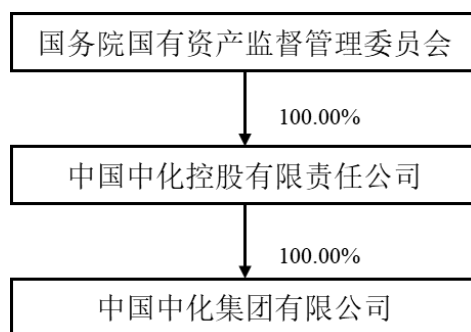 国务院国有资产监督管理委员会
100.00%
中国中化控股有限责任公司
100.00%
中国中化集团有限公司